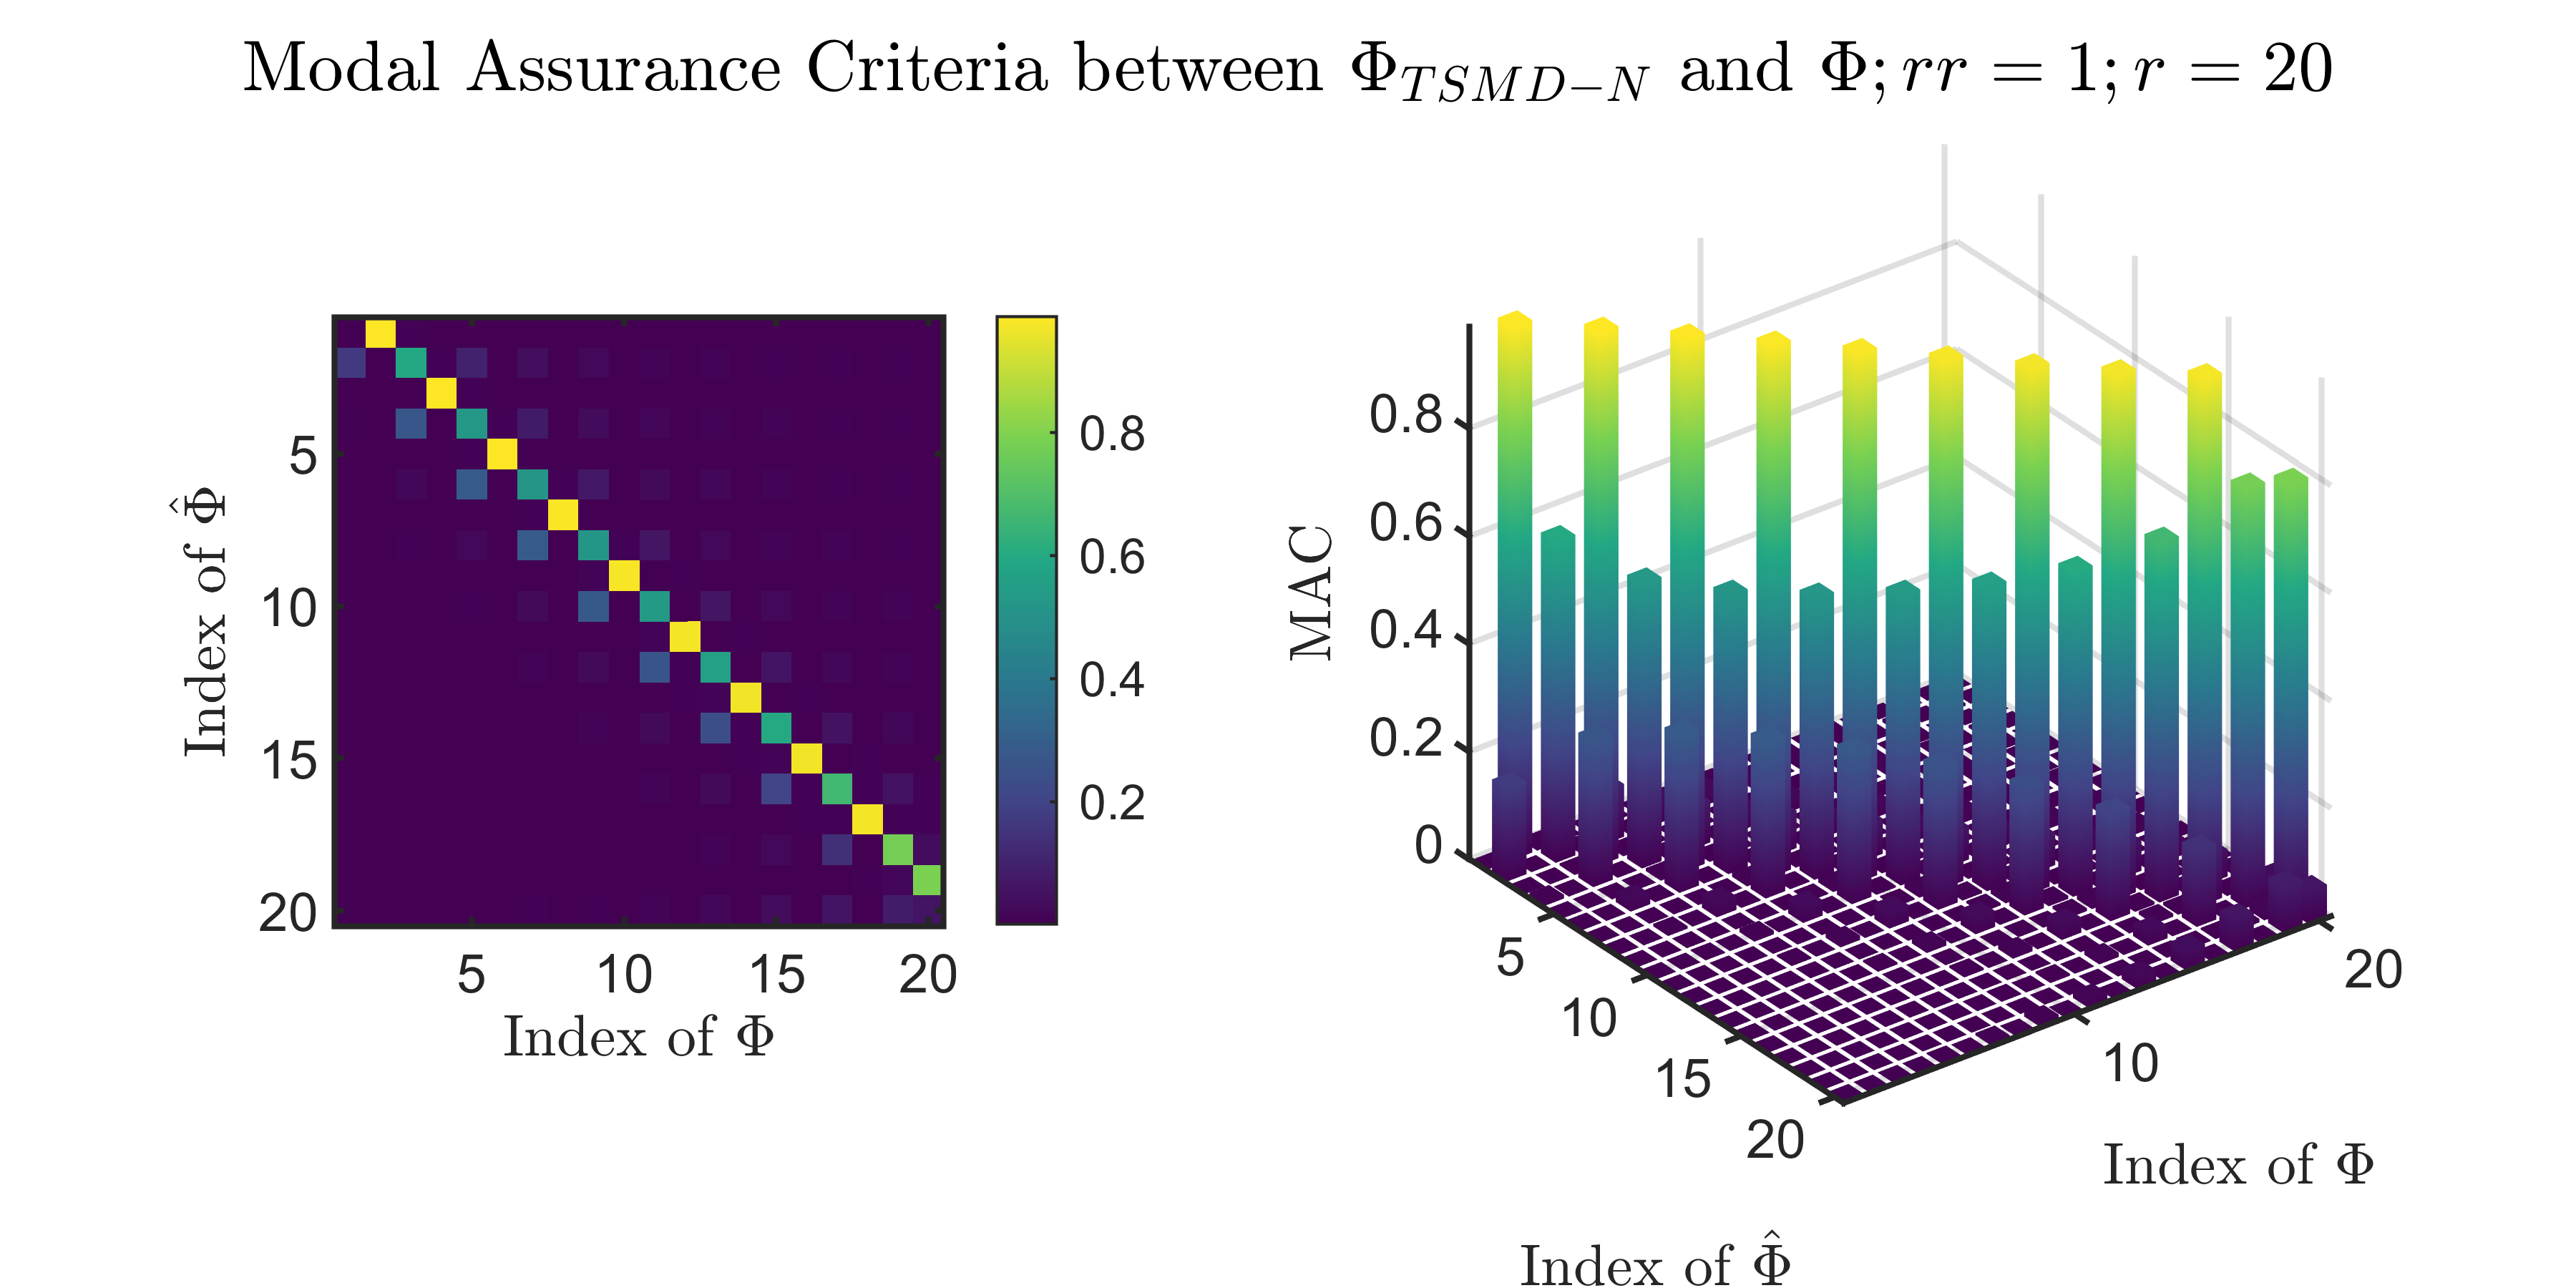 Modal Assurance Criteria between Φ_{TSMD−N} and Φ; rr = 1; r = 20
Index of Φ̂
5
10
15
20
5 10 15 20
Index of Φ
0.8
0.6
0.4
0.2
MAC
0.8
0.6
0.4
0.2
0
5
10
15
20
Index of Φ̂
10
20
Index of Φ